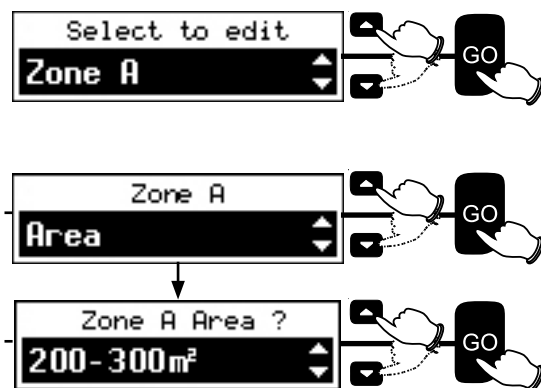 Select to edit
Zone A
GO
Zone A
Area
GO
Zone A Area ?
200-300m²
GO